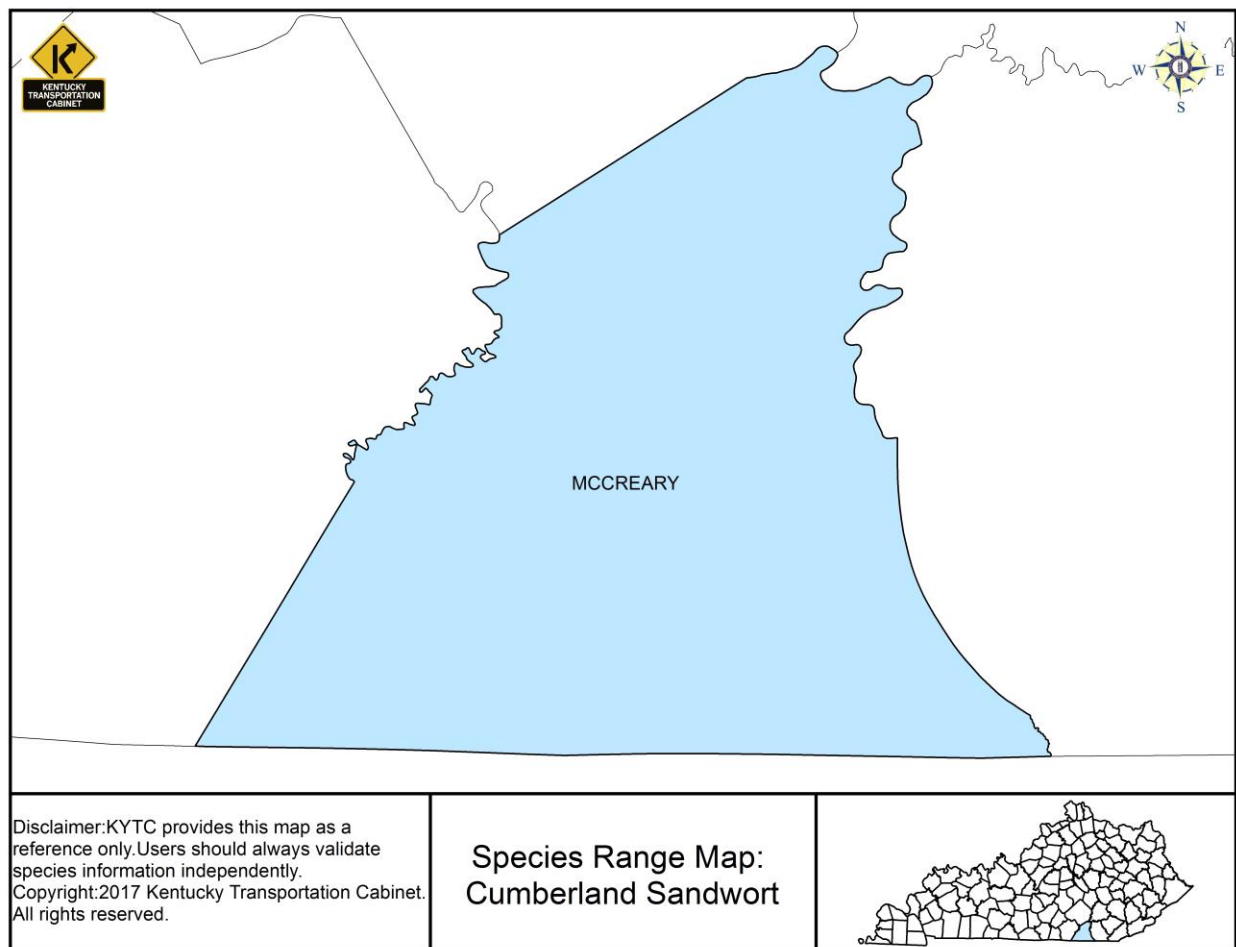 K
KENTUCKY
TRANSPORTATION
CABINET
N
W E
S
MCCREARY
Disclaimer:KYTC provides this map as a
reference only.Users should always validate
species information independently.
Copyright:2017 Kentucky Transportation Cabinet.
All rights reserved.
Species Range Map:
Cumberland Sandwort